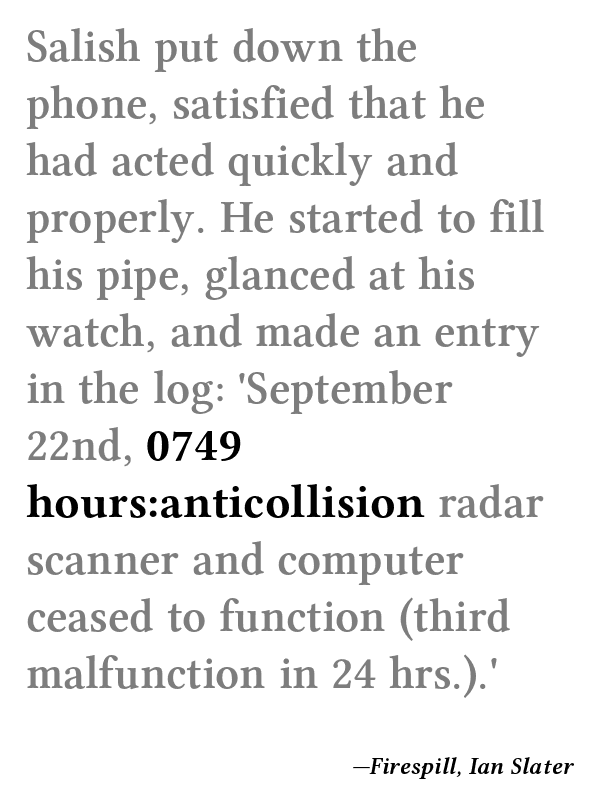 Salish put down the
phone, satisfied that he
had acted quickly and
properly. He started to fill
his pipe, glanced at his
watch, and made an entry
in the log: 'September
22nd, 0749
hours:anticollision radar
scanner and computer
ceased to function (third
malfunction in 24 hrs.).'
—Firespill, Ian Slater